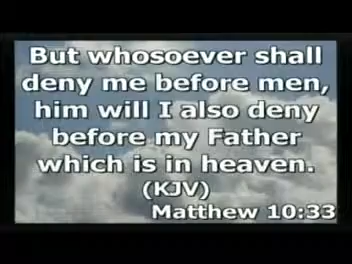 But whosoever shall
deny me before men,
him will I also deny
before my Father
which is in heaven.
(KJV)
Matthew 10:33